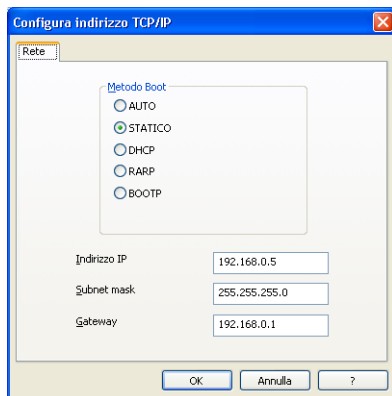 Configura indirizzo TCP/IP
Rete
Metodo Boot
AUTO
STATICO
DHCP
RARP
BOOTP
Indirizzo IP 192.168.0.5
Subnet mask 255.255.255.0
Gateway 192.168.0.1
OK Annulla ?